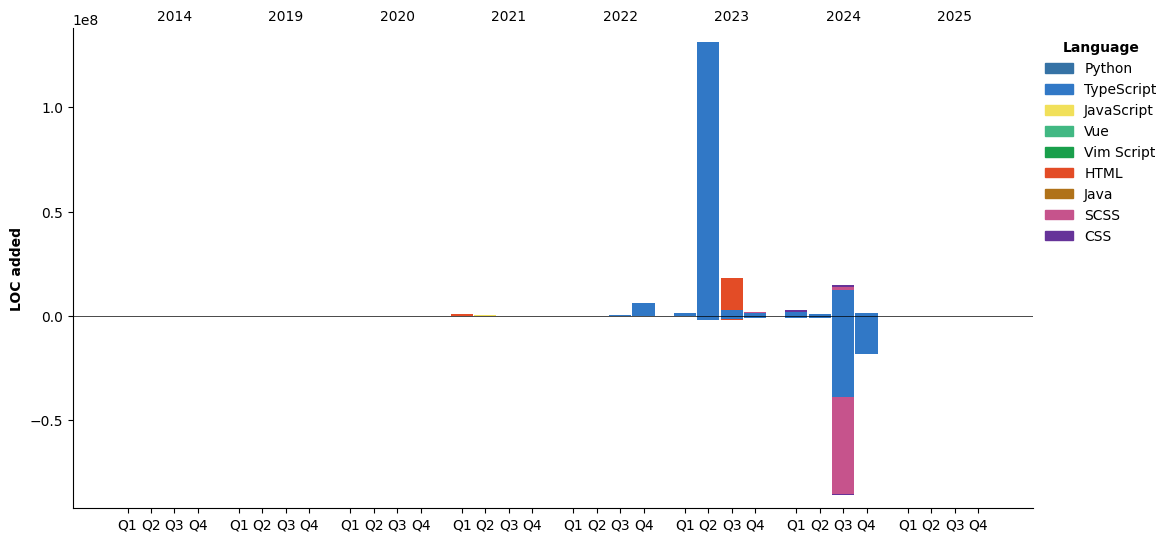 2014 2019 2020 2021 2022 2023 2024 2025
1e8
1.0
0.5
0.0
−0.5
LOC added
Q1 Q2 Q3 Q4 Q1 Q2 Q3 Q4 Q1 Q2 Q3 Q4 Q1 Q2 Q3 Q4 Q1 Q2 Q3 Q4 Q1 Q2 Q3 Q4 Q1 Q2 Q3 Q4 Q1 Q2 Q3 Q4
Language
Python
TypeScript
JavaScript
Vue
Vim Script
HTML
Java
SCSS
CSS